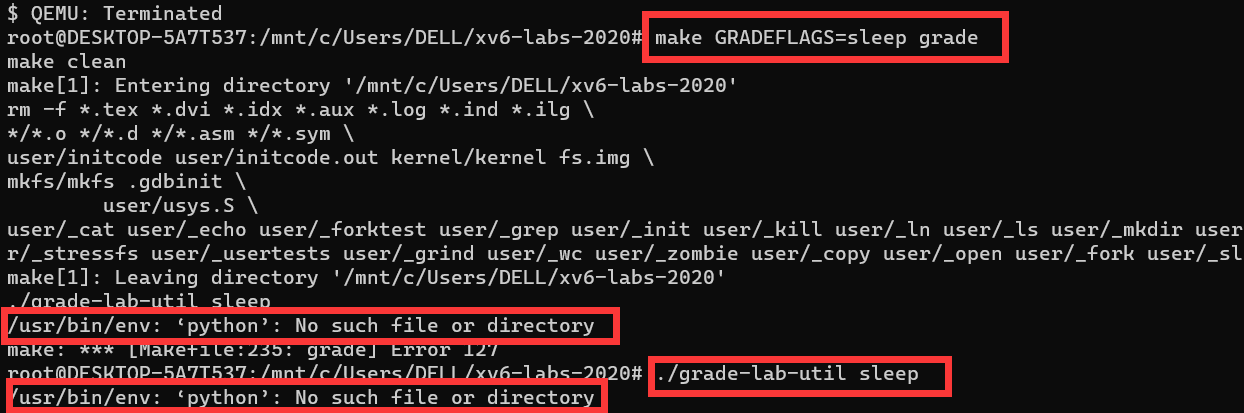 $ QEMU: Terminated
root@DESKTOP-5A7T537:/mnt/c/Users/DELL/xv6-labs-2020# make GRADEFLAGS=sleep grade
make clean
make[1]: Entering directory '/mnt/c/Users/DELL/xv6-labs-2020'
rm -f *.tex *.dvi *.idx *.aux *.log *.ind *.ilg \
*/*.o */*.d */*.asm */*.sym \
user/initcode user/initcode.out kernel/kernel fs.img \
mkfs/mkfs .gdbinit \
        user/usys.S \
user/_cat user/_echo user/_forktest user/_grep user/_init user/_kill user/_ln user/_ls user/_mkdir user
r/_stressfs user/_usertests user/_grind user/_wc user/_zombie user/_copy user/_open user/_fork user/_sl
make[1]: Leaving directory '/mnt/c/Users/DELL/xv6-labs-2020'
./grade-lab-util sleep
/usr/bin/env: ‘python’: No such file or directory
make: *** [Makefile:235: grade] Error 127
root@DESKTOP-5A7T537:/mnt/c/Users/DELL/xv6-labs-2020# ./grade-lab-util sleep
/usr/bin/env: ‘python’: No such file or directory